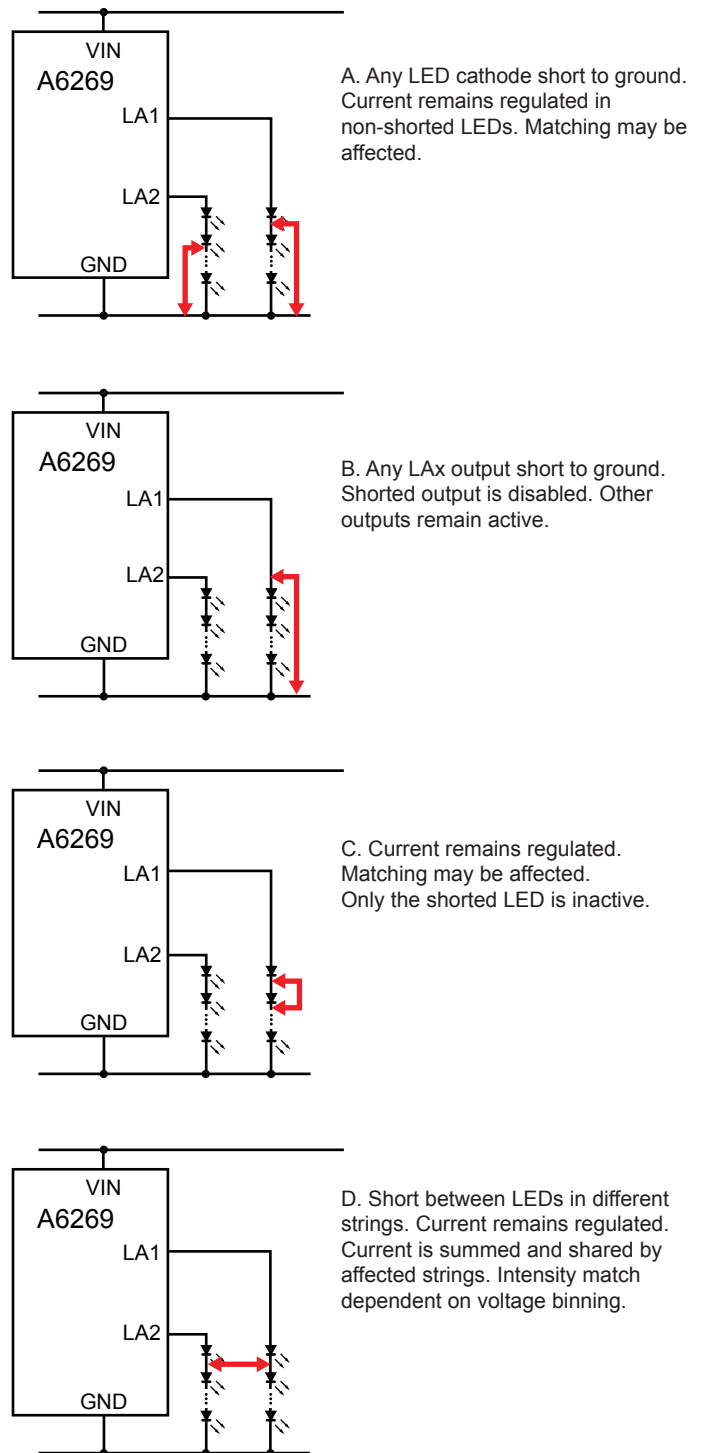 VIN
A6269
LA1
LA2
GND
A. Any LED cathode short to ground.
Current remains regulated in
non-shorted LEDs. Matching may be
affected.
VIN
A6269
LA1
LA2
GND
B. Any LAx output short to ground.
Shorted output is disabled. Other
outputs remain active.
VIN
A6269
LA1
LA2
GND
C. Current remains regulated.
Matching may be affected.
Only the shorted LED is inactive.
VIN
A6269
LA1
LA2
GND
D. Short between LEDs in different
strings. Current remains regulated.
Current is summed and shared by
affected strings. Intensity match
dependent on voltage binning.